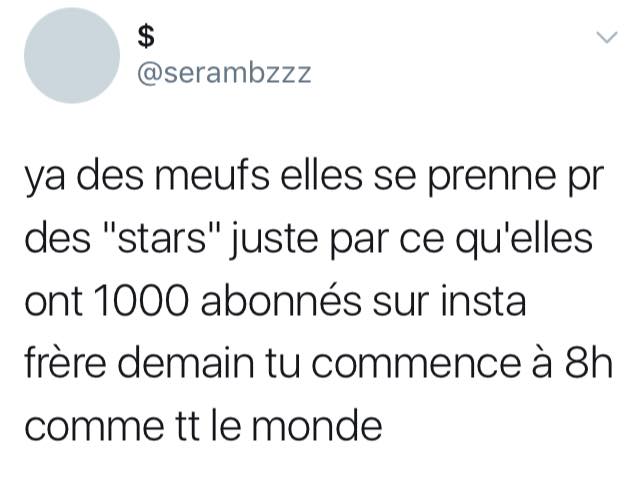 $
@serambzzz
ya des meufs elles se prenne pr
des "stars" juste par ce qu'elles
ont 1000 abonnés sur insta
frère demain tu commence à 8h
comme tt le monde